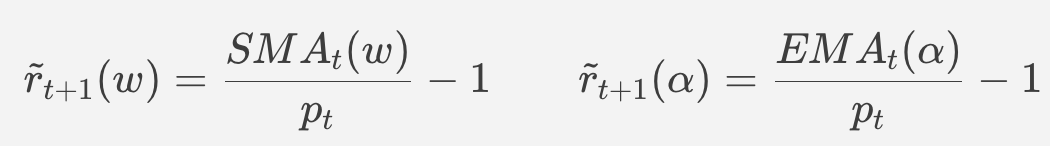 r̃ₜ₊₁(w) = SMAₜ(w) / pₜ − 1
r̃ₜ₊₁(α) = EMAₜ(α) / pₜ − 1